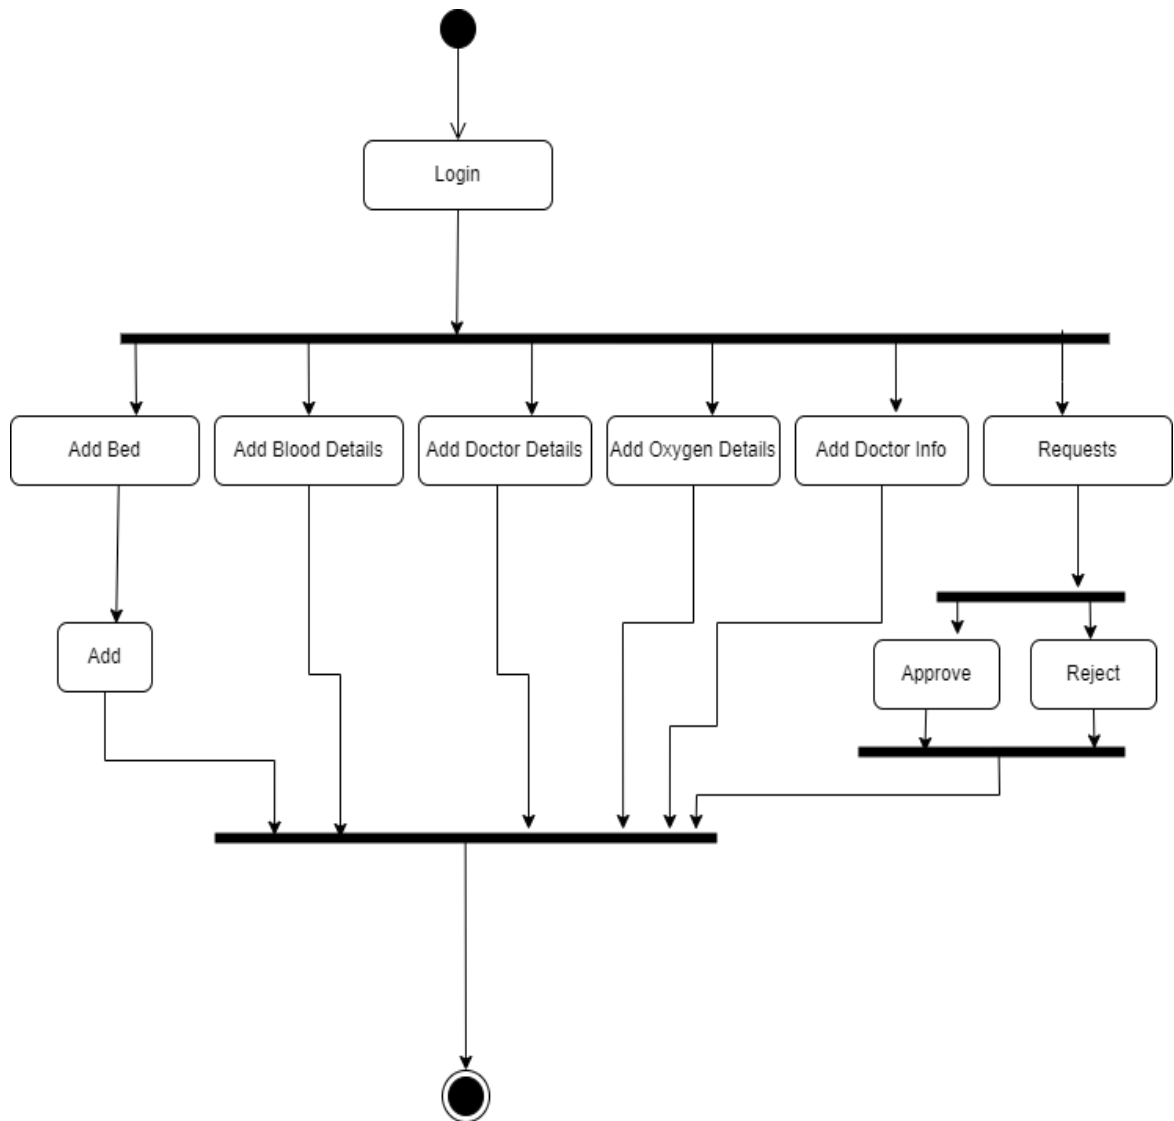 Login
Add Bed
Add Blood Details
Add Doctor Details
Add Oxygen Details
Add Doctor Info
Requests
Add
Approve
Reject